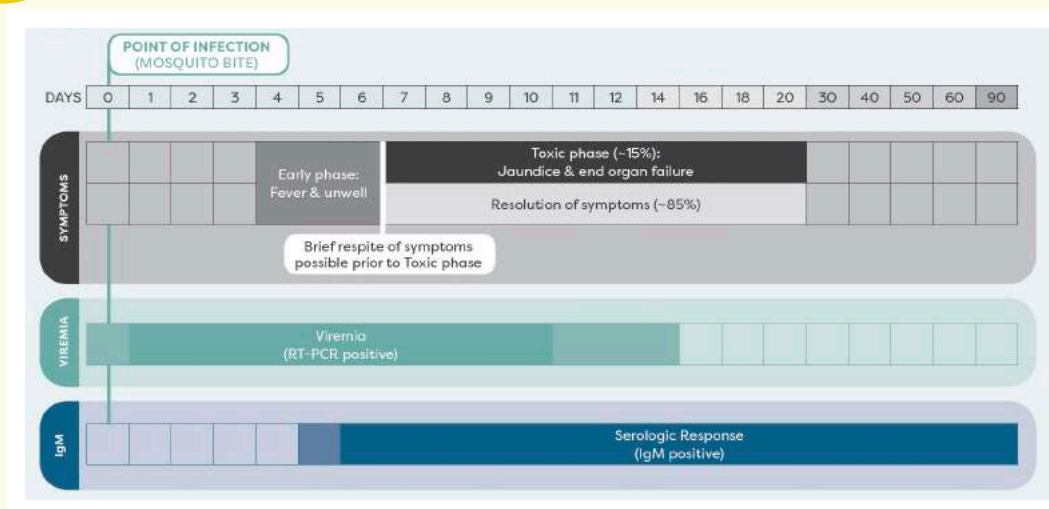 POINT OF INFECTION
(MOSQUITO BITE)
DAYS 0 1 2 3 4 5 6 7 8 9 10 11 12 14 16 18 20 30 40 50 60 90
SYMPTOMS
Early phase:
Fever & unwell
Toxic phase (~15%):
Jaundice & end organ failure
Resolution of symptoms (~85%)
Brief respite of symptoms
possible prior to Toxic phase
VIREMIA
Viremia
(RT-PCR positive)
IgM
Serologic Response
(IgM positive)